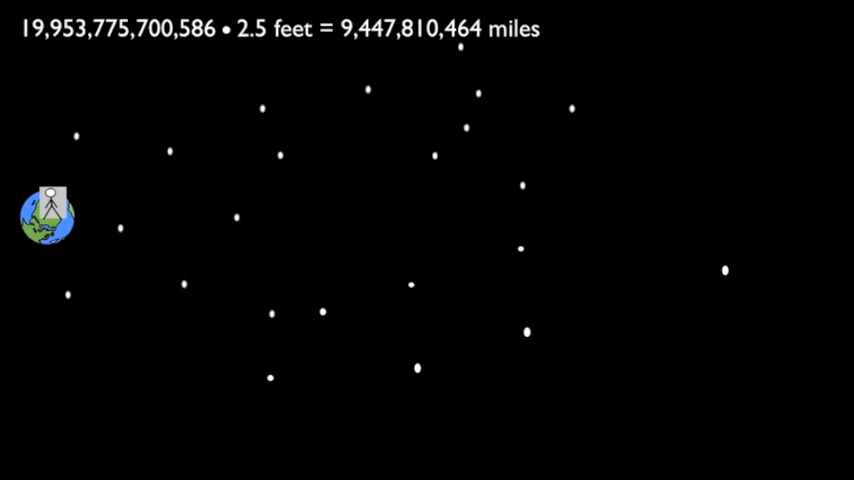 19,953,775,700,586 • 2.5 feet = 9,447,810,464 miles